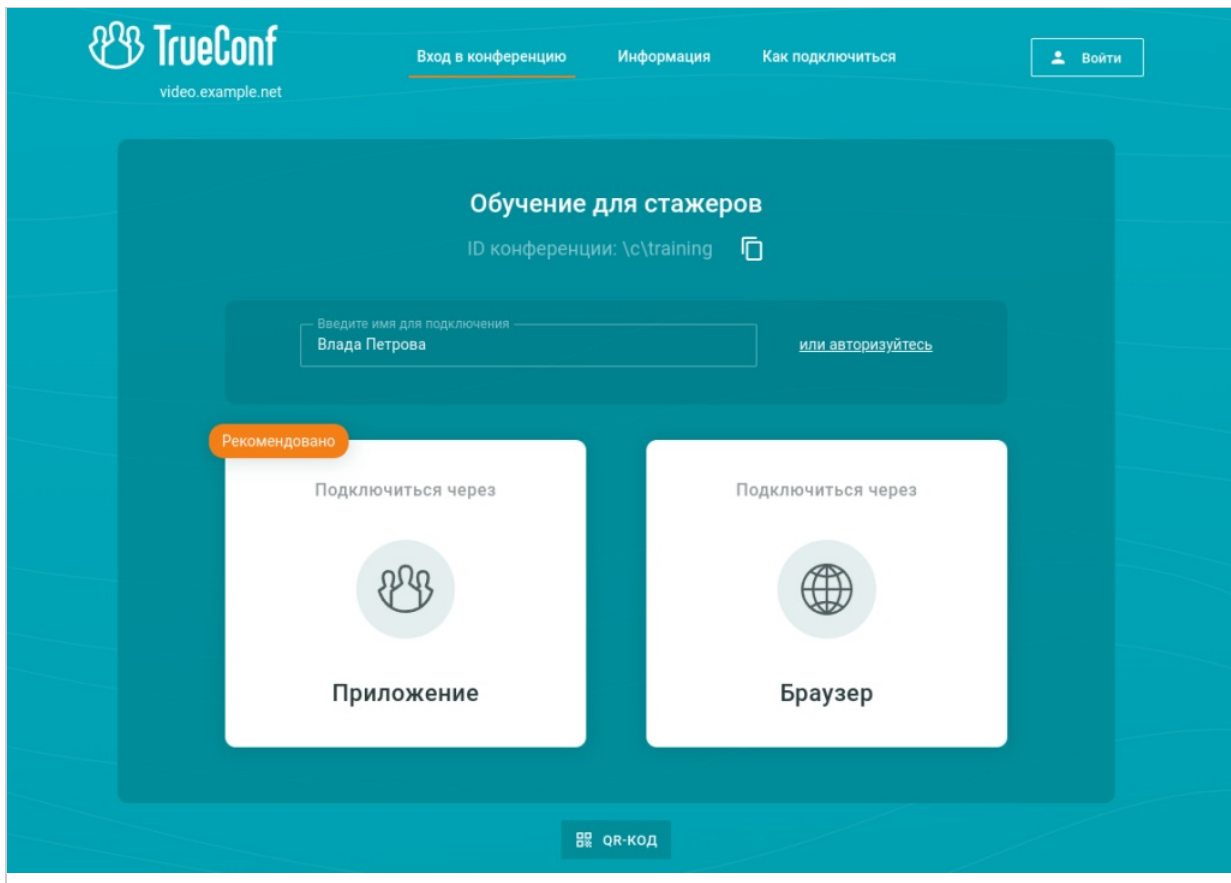 TrueConf
video.example.net
Вход в конференцию
Информация
Как подключиться
Войти
Обучение для стажеров
ID конференции: \c\training
Введите имя для подключения
Влада Петрова
или авторизуйтесь
Рекомендовано
Подключиться через
Приложение
Подключиться через
Браузер
QR-КОД